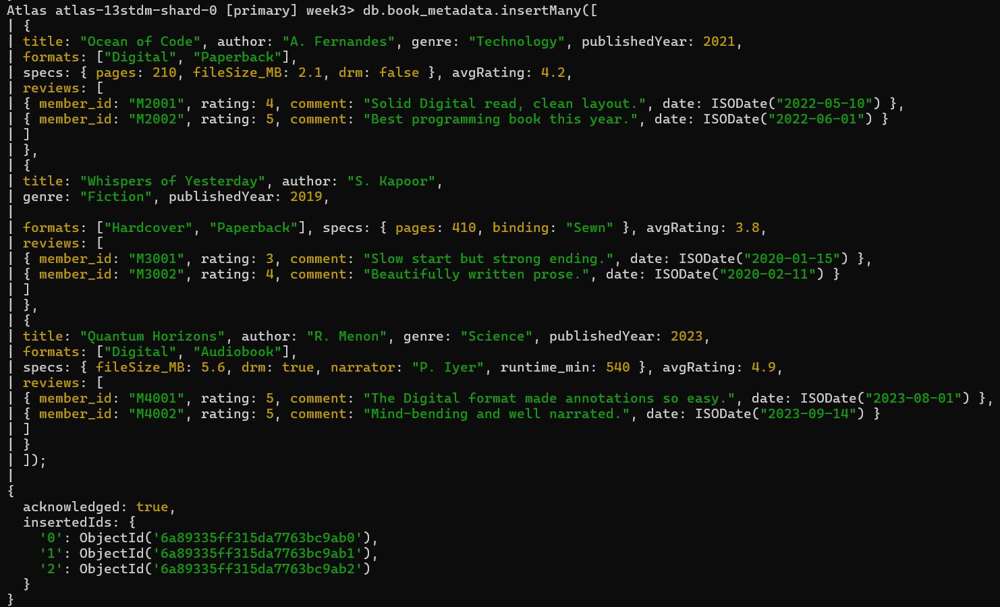 Atlas atlas-13stdm-shard-0 [primary] week3> db.book_metadata.insertMany([
| {
| title: "Ocean of Code", author: "A. Fernandes", genre: "Technology", publishedYear: 2021,
| formats: ["Digital", "Paperback"],
| specs: { pages: 210, fileSize_MB: 2.1, drm: false }, avgRating: 4.2,
| reviews: [
| { member_id: "M2001", rating: 4, comment: "Solid Digital read, clean layout.", date: ISODate("2022-05-10") },
| { member_id: "M2002", rating: 5, comment: "Best programming book this year.", date: ISODate("2022-06-01") }
| ]
| },
| {
| title: "Whispers of Yesterday", author: "S. Kapoor",
| genre: "Fiction", publishedYear: 2019,
|
| formats: ["Hardcover", "Paperback"], specs: { pages: 410, binding: "Sewn" }, avgRating: 3.8,
| reviews: [
| { member_id: "M3001", rating: 3, comment: "Slow start but strong ending.", date: ISODate("2020-01-15") },
| { member_id: "M3002", rating: 4, comment: "Beautifully written prose.", date: ISODate("2020-02-11") }
| ]
| },
| {
| title: "Quantum Horizons", author: "R. Menon", genre: "Science", publishedYear: 2023,
| formats: ["Digital", "Audiobook"],
| specs: { fileSize_MB: 5.6, drm: true, narrator: "P. Iyer", runtime_min: 540 }, avgRating: 4.9,
| reviews: [
| { member_id: "M4001", rating: 5, comment: "The Digital format made annotations so easy.", date: ISODate("2023-08-01") },
| { member_id: "M4002", rating: 5, comment: "Mind-bending and well narrated.", date: ISODate("2023-09-14") }
| ]
| }
| ]);
|
{
  acknowledged: true,
  insertedIds: {
    '0': ObjectId('6a89335ff315da7763bc9ab0'),
    '1': ObjectId('6a89335ff315da7763bc9ab1'),
    '2': ObjectId('6a89335ff315da7763bc9ab2')
  }
}